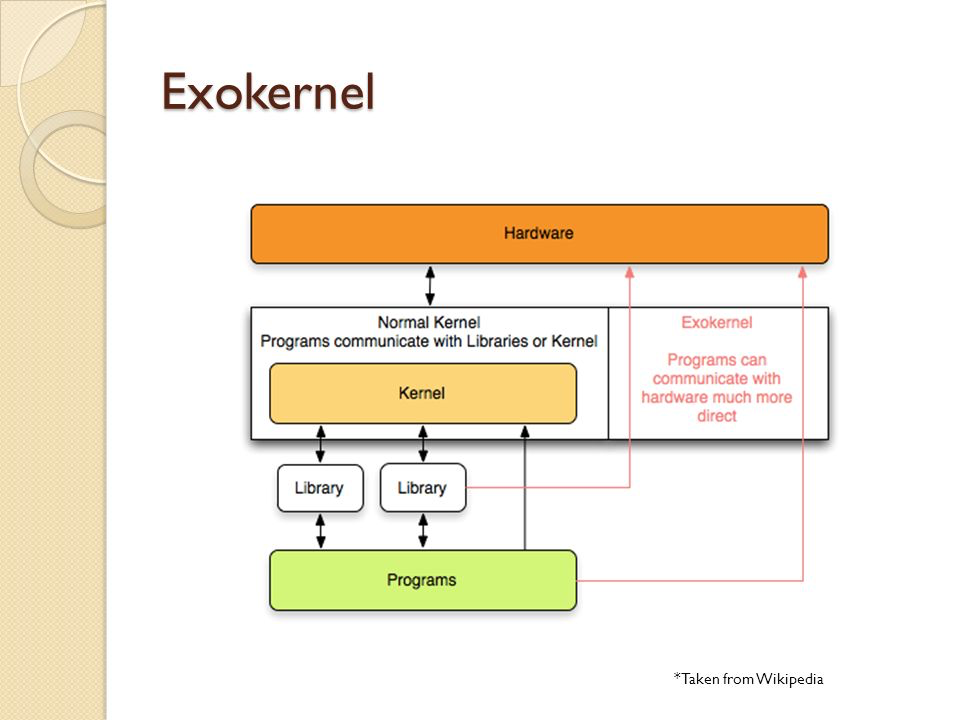 Exokernel
Hardware
Normal Kernel
Programs communicate with Libraries or Kernel
Kernel
Exokernel
Programs can
communicate with
hardware much more
direct
Library
Library
Programs
*Taken from Wikipedia